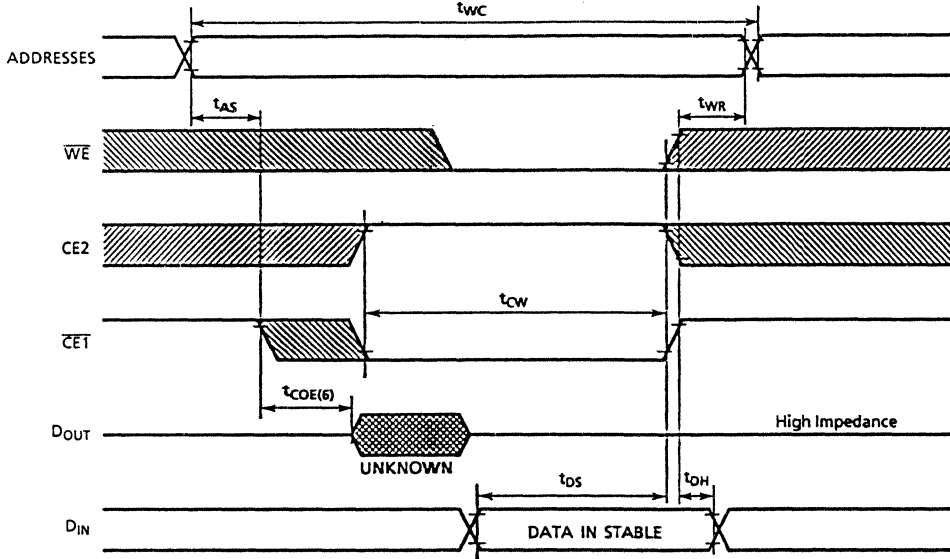 tWC
ADDRESSES
tAS
tWR
WE
CE2
tCW
CE1
tCOE(6)
DOUT
High Impedance
UNKNOWN
tDS
tDH
DIN
DATA IN STABLE